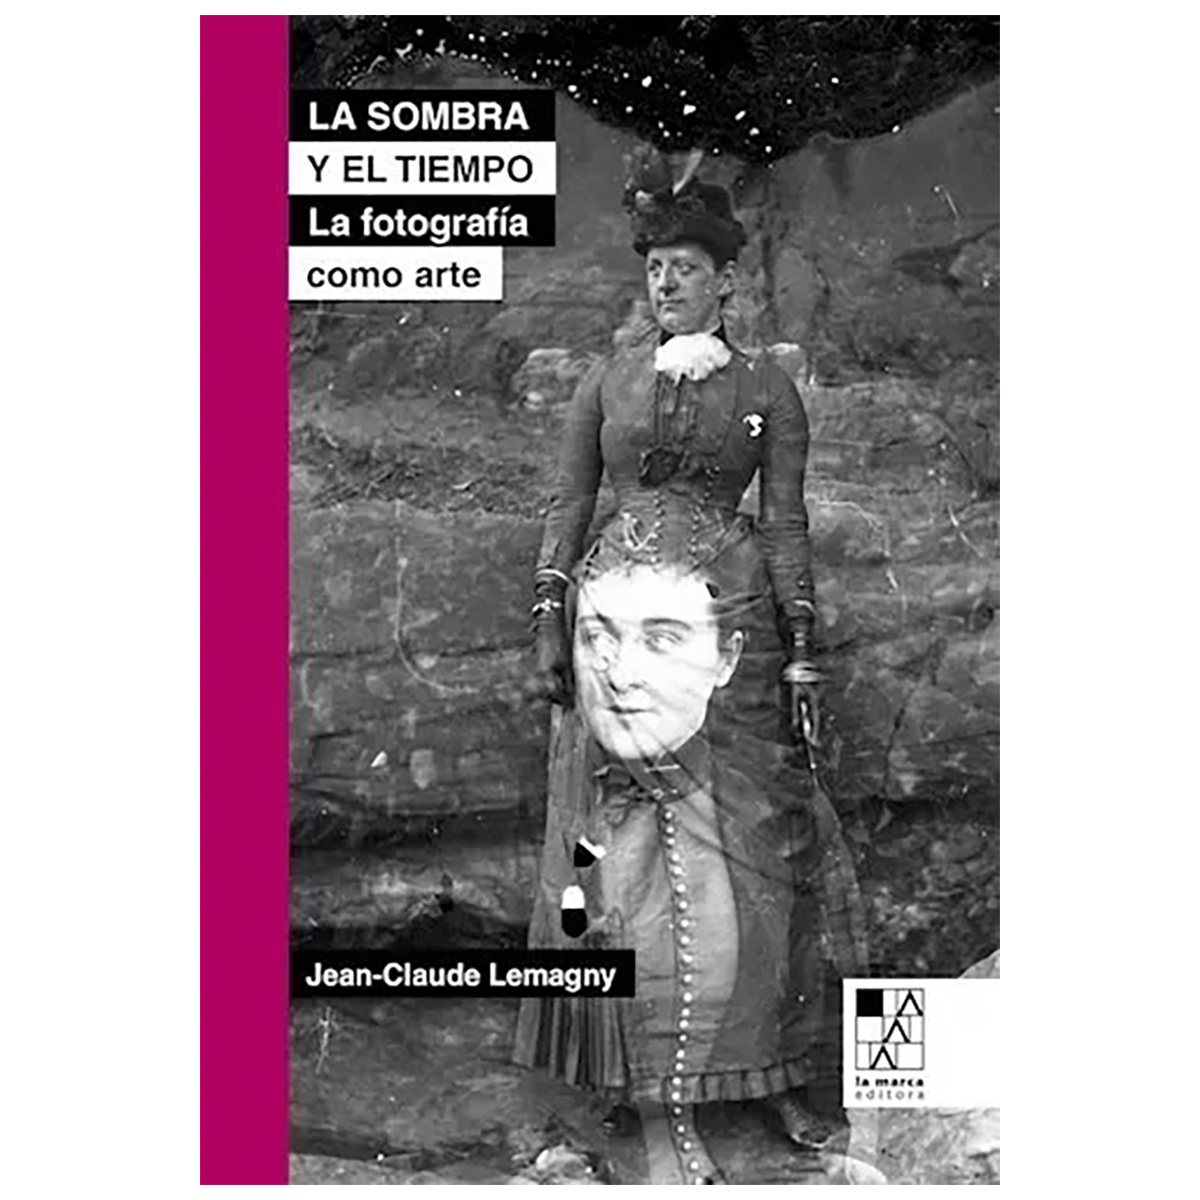 LA SOMBRA
Y EL TIEMPO
La fotografía
como arte
Jean-Claude Lemagny
la marca
editora